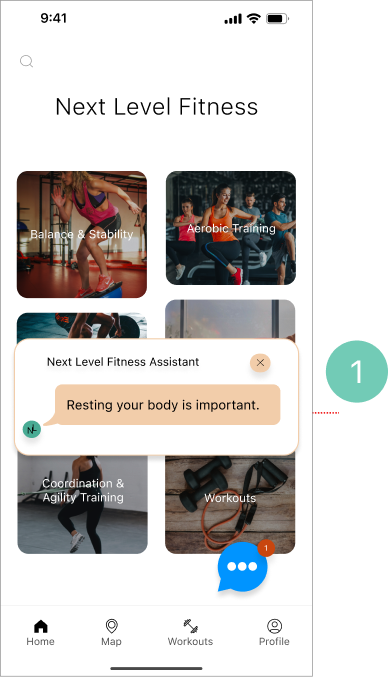 9:41
Next Level Fitness
Balance & Stability
Aerobic Training
Next Level Fitness Assistant
Resting your body is important.
1
Coordination &
Agility Training
Workouts
1
Home
Map
Workouts
Profile